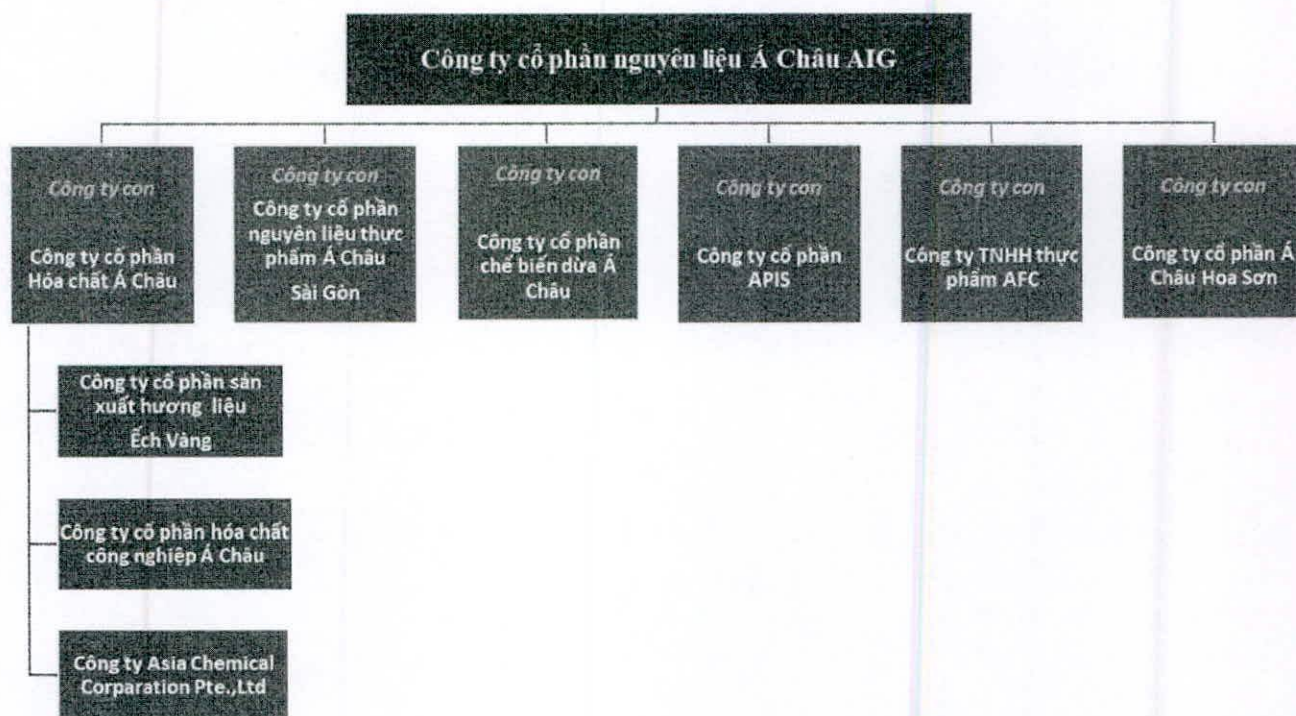 Công ty cổ phần nguyên liệu Á Châu AIG
Công ty con
Công ty cổ phần
Hóa chất Á Châu
Công ty con
Công ty cổ phần
nguyên liệu thực
phẩm Á Châu
Sài Gòn
Công ty con
Công ty cổ phần
chế biến dừa Á
Châu
Công ty con
Công ty cổ phần
APIS
Công ty con
Công ty TNHH thực
phẩm AFC
Công ty con
Công ty cổ phần Á
Châu Hoa Sơn
Công ty cổ phần sản
xuất hương liệu
Ếch Vàng
Công ty cổ phần hóa chất
công nghiệp Á Châu
Công ty Asia Chemical
Corparation Pte.,Ltd